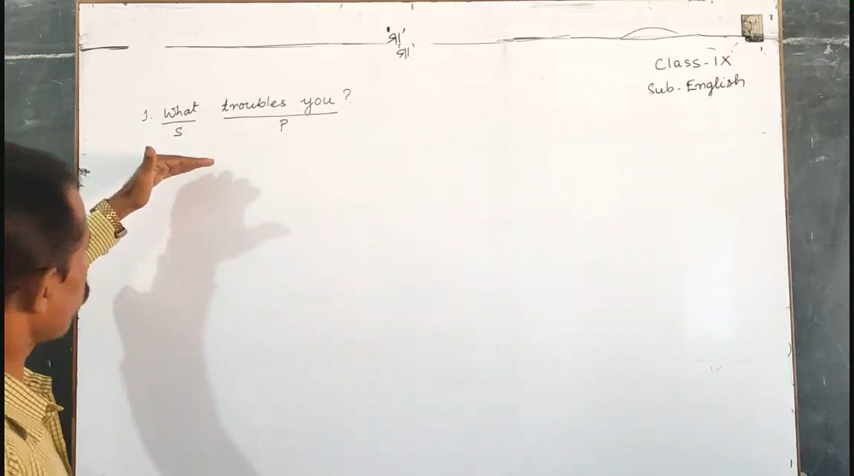 'ন্না'
ন্না'
Class-IX
Sub-English
1. What troubles you?
S P